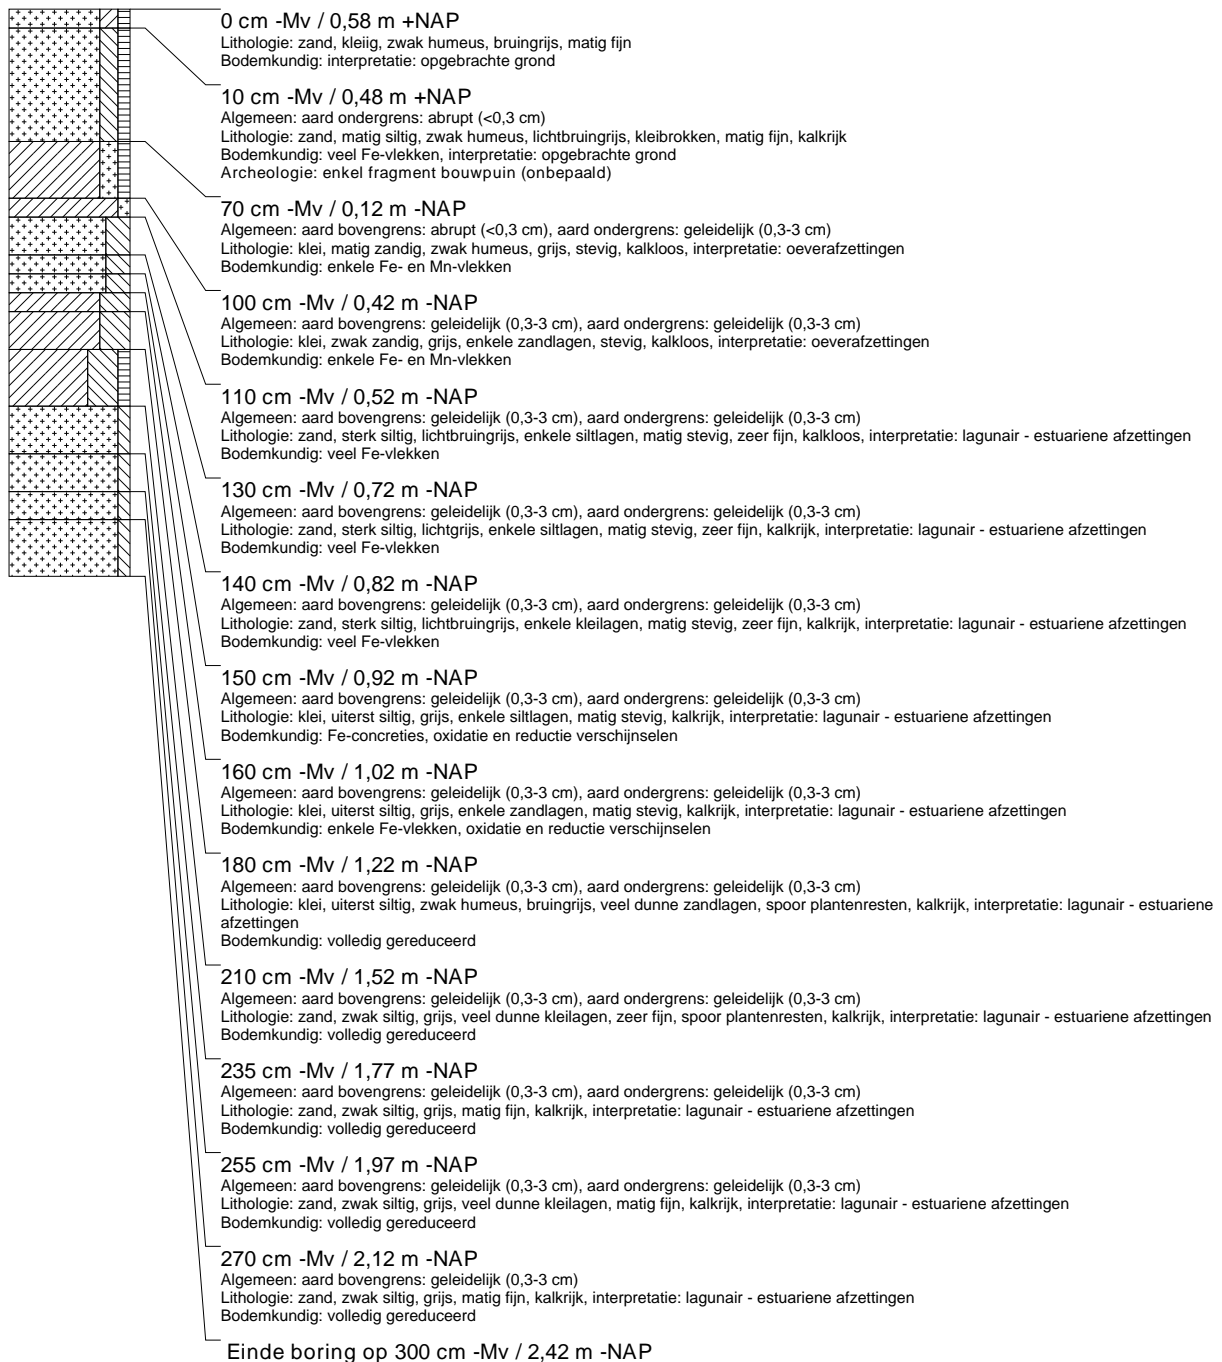 0 cm -Mv / 0,58 m +NAP
Lithologie: zand, kleiig, zwak humeus, bruingrijs, matig fijn
Bodemkundig: interpretatie: opgebrachte grond
10 cm -Mv / 0,48 m +NAP
Algemeen: aard ondergrens: abrupt (<0,3 cm)
Lithologie: zand, matig siltig, zwak humeus, lichtbruingrijs, kleibrokken, matig fijn, kalkrijk
Bodemkundig: veel Fe-vlekken, interpretatie: opgebrachte grond
Archeologie: enkel fragment bouwpuin (onbepaald)
70 cm -Mv / 0,12 m -NAP
Algemeen: aard bovengrens: abrupt (<0,3 cm), aard ondergrens: geleidelijk (0,3-3 cm)
Lithologie: klei, matig zandig, zwak humeus, grijs, stevig, kalkloos, interpretatie: oeverafzettingen
Bodemkundig: enkele Fe- en Mn-vlekken
100 cm -Mv / 0,42 m -NAP
Algemeen: aard bovengrens: geleidelijk (0,3-3 cm), aard ondergrens: geleidelijk (0,3-3 cm)
Lithologie: klei, zwak zandig, grijs, enkele zandlagen, stevig, kalkloos, interpretatie: oeverafzettingen
Bodemkundig: enkele Fe- en Mn-vlekken
110 cm -Mv / 0,52 m -NAP
Algemeen: aard bovengrens: geleidelijk (0,3-3 cm), aard ondergrens: geleidelijk (0,3-3 cm)
Lithologie: zand, sterk siltig, lichtbruingrijs, enkele siltlagen, matig stevig, zeer fijn, kalkloos, interpretatie: lagunair - estuariene afzettingen
Bodemkundig: veel Fe-vlekken
130 cm -Mv / 0,72 m -NAP
Algemeen: aard bovengrens: geleidelijk (0,3-3 cm), aard ondergrens: geleidelijk (0,3-3 cm)
Lithologie: zand, sterk siltig, lichtgrijs, enkele siltlagen, matig stevig, zeer fijn, kalkrijk, interpretatie: lagunair - estuariene afzettingen
Bodemkundig: veel Fe-vlekken
140 cm -Mv / 0,82 m -NAP
Algemeen: aard bovengrens: geleidelijk (0,3-3 cm), aard ondergrens: geleidelijk (0,3-3 cm)
Lithologie: zand, sterk siltig, lichtbruingrijs, enkele kleilagen, matig stevig, zeer fijn, kalkrijk, interpretatie: lagunair - estuariene afzettingen
Bodemkundig: veel Fe-vlekken
150 cm -Mv / 0,92 m -NAP
Algemeen: aard bovengrens: geleidelijk (0,3-3 cm), aard ondergrens: geleidelijk (0,3-3 cm)
Lithologie: klei, uiterst siltig, grijs, enkele siltlagen, matig stevig, kalkrijk, interpretatie: lagunair - estuariene afzettingen
Bodemkundig: Fe-concreties, oxidatie en reductie verschijnselen
160 cm -Mv / 1,02 m -NAP
Algemeen: aard bovengrens: geleidelijk (0,3-3 cm), aard ondergrens: geleidelijk (0,3-3 cm)
Lithologie: klei, uiterst siltig, grijs, enkele zandlagen, matig stevig, kalkrijk, interpretatie: lagunair - estuariene afzettingen
Bodemkundig: enkele Fe-vlekken, oxidatie en reductie verschijnselen
180 cm -Mv / 1,22 m -NAP
Algemeen: aard bovengrens: geleidelijk (0,3-3 cm), aard ondergrens: geleidelijk (0,3-3 cm)
Lithologie: klei, uiterst siltig, zwak humeus, bruingrijs, veel dunne zandlagen, spoor plantenresten, kalkrijk, interpretatie: lagunair - estuariene
afzettingen
Bodemkundig: volledig gereduceerd
210 cm -Mv / 1,52 m -NAP
Algemeen: aard bovengrens: geleidelijk (0,3-3 cm), aard ondergrens: geleidelijk (0,3-3 cm)
Lithologie: zand, zwak siltig, grijs, veel dunne kleilagen, zeer fijn, spoor plantenresten, kalkrijk, interpretatie: lagunair - estuariene afzettingen
Bodemkundig: volledig gereduceerd
235 cm -Mv / 1,77 m -NAP
Algemeen: aard bovengrens: geleidelijk (0,3-3 cm), aard ondergrens: geleidelijk (0,3-3 cm)
Lithologie: zand, zwak siltig, grijs, matig fijn, kalkrijk, interpretatie: lagunair - estuariene afzettingen
Bodemkundig: volledig gereduceerd
255 cm -Mv / 1,97 m -NAP
Algemeen: aard bovengrens: geleidelijk (0,3-3 cm), aard ondergrens: geleidelijk (0,3-3 cm)
Lithologie: zand, zwak siltig, grijs, veel dunne kleilagen, matig fijn, kalkrijk, interpretatie: lagunair - estuariene afzettingen
Bodemkundig: volledig gereduceerd
270 cm -Mv / 2,12 m -NAP
Algemeen: aard bovengrens: geleidelijk (0,3-3 cm)
Lithologie: zand, zwak siltig, grijs, matig fijn, kalkrijk, interpretatie: lagunair - estuariene afzettingen
Bodemkundig: volledig gereduceerd
Einde boring op 300 cm -Mv / 2,42 m -NAP